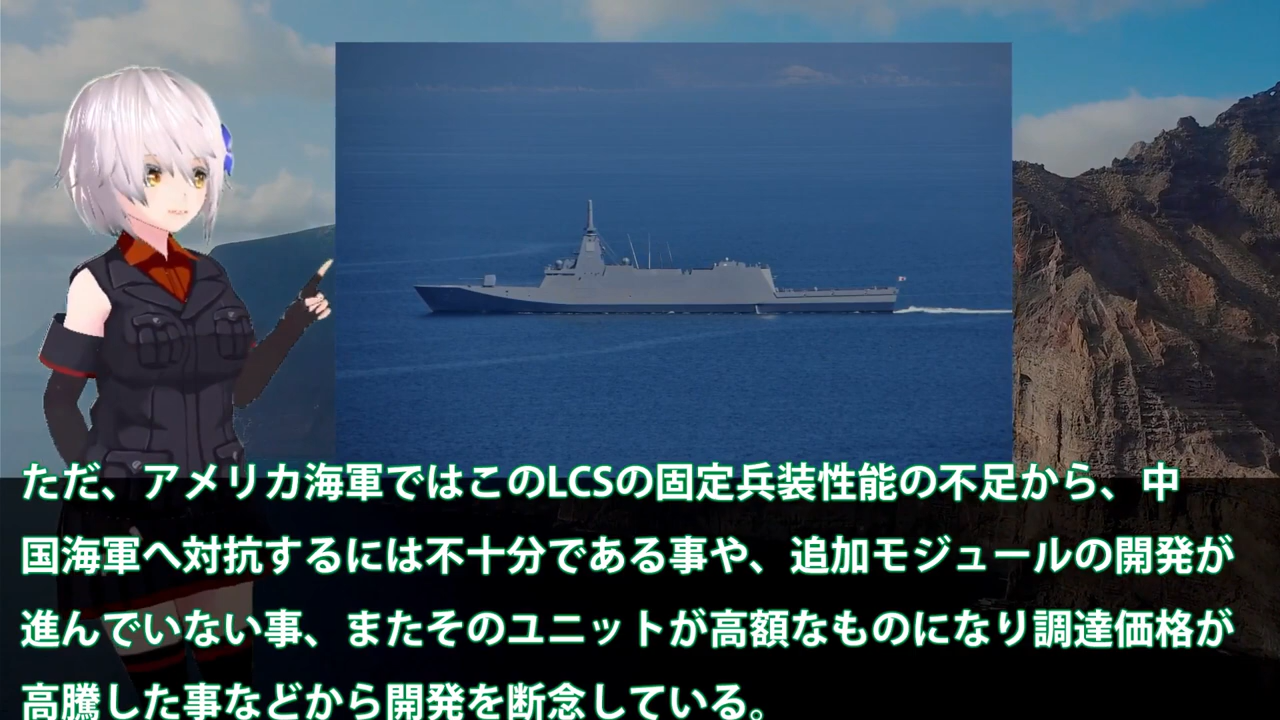 ただ、アメリカ海軍ではこのLCSの固定兵装性能の不足から、中
国海軍へ対抗するには不十分である事や、追加モジュールの開発が
進んでいない事、またそのユニットが高額なものになり調達価格が
高騰した事などから開発を断念している。